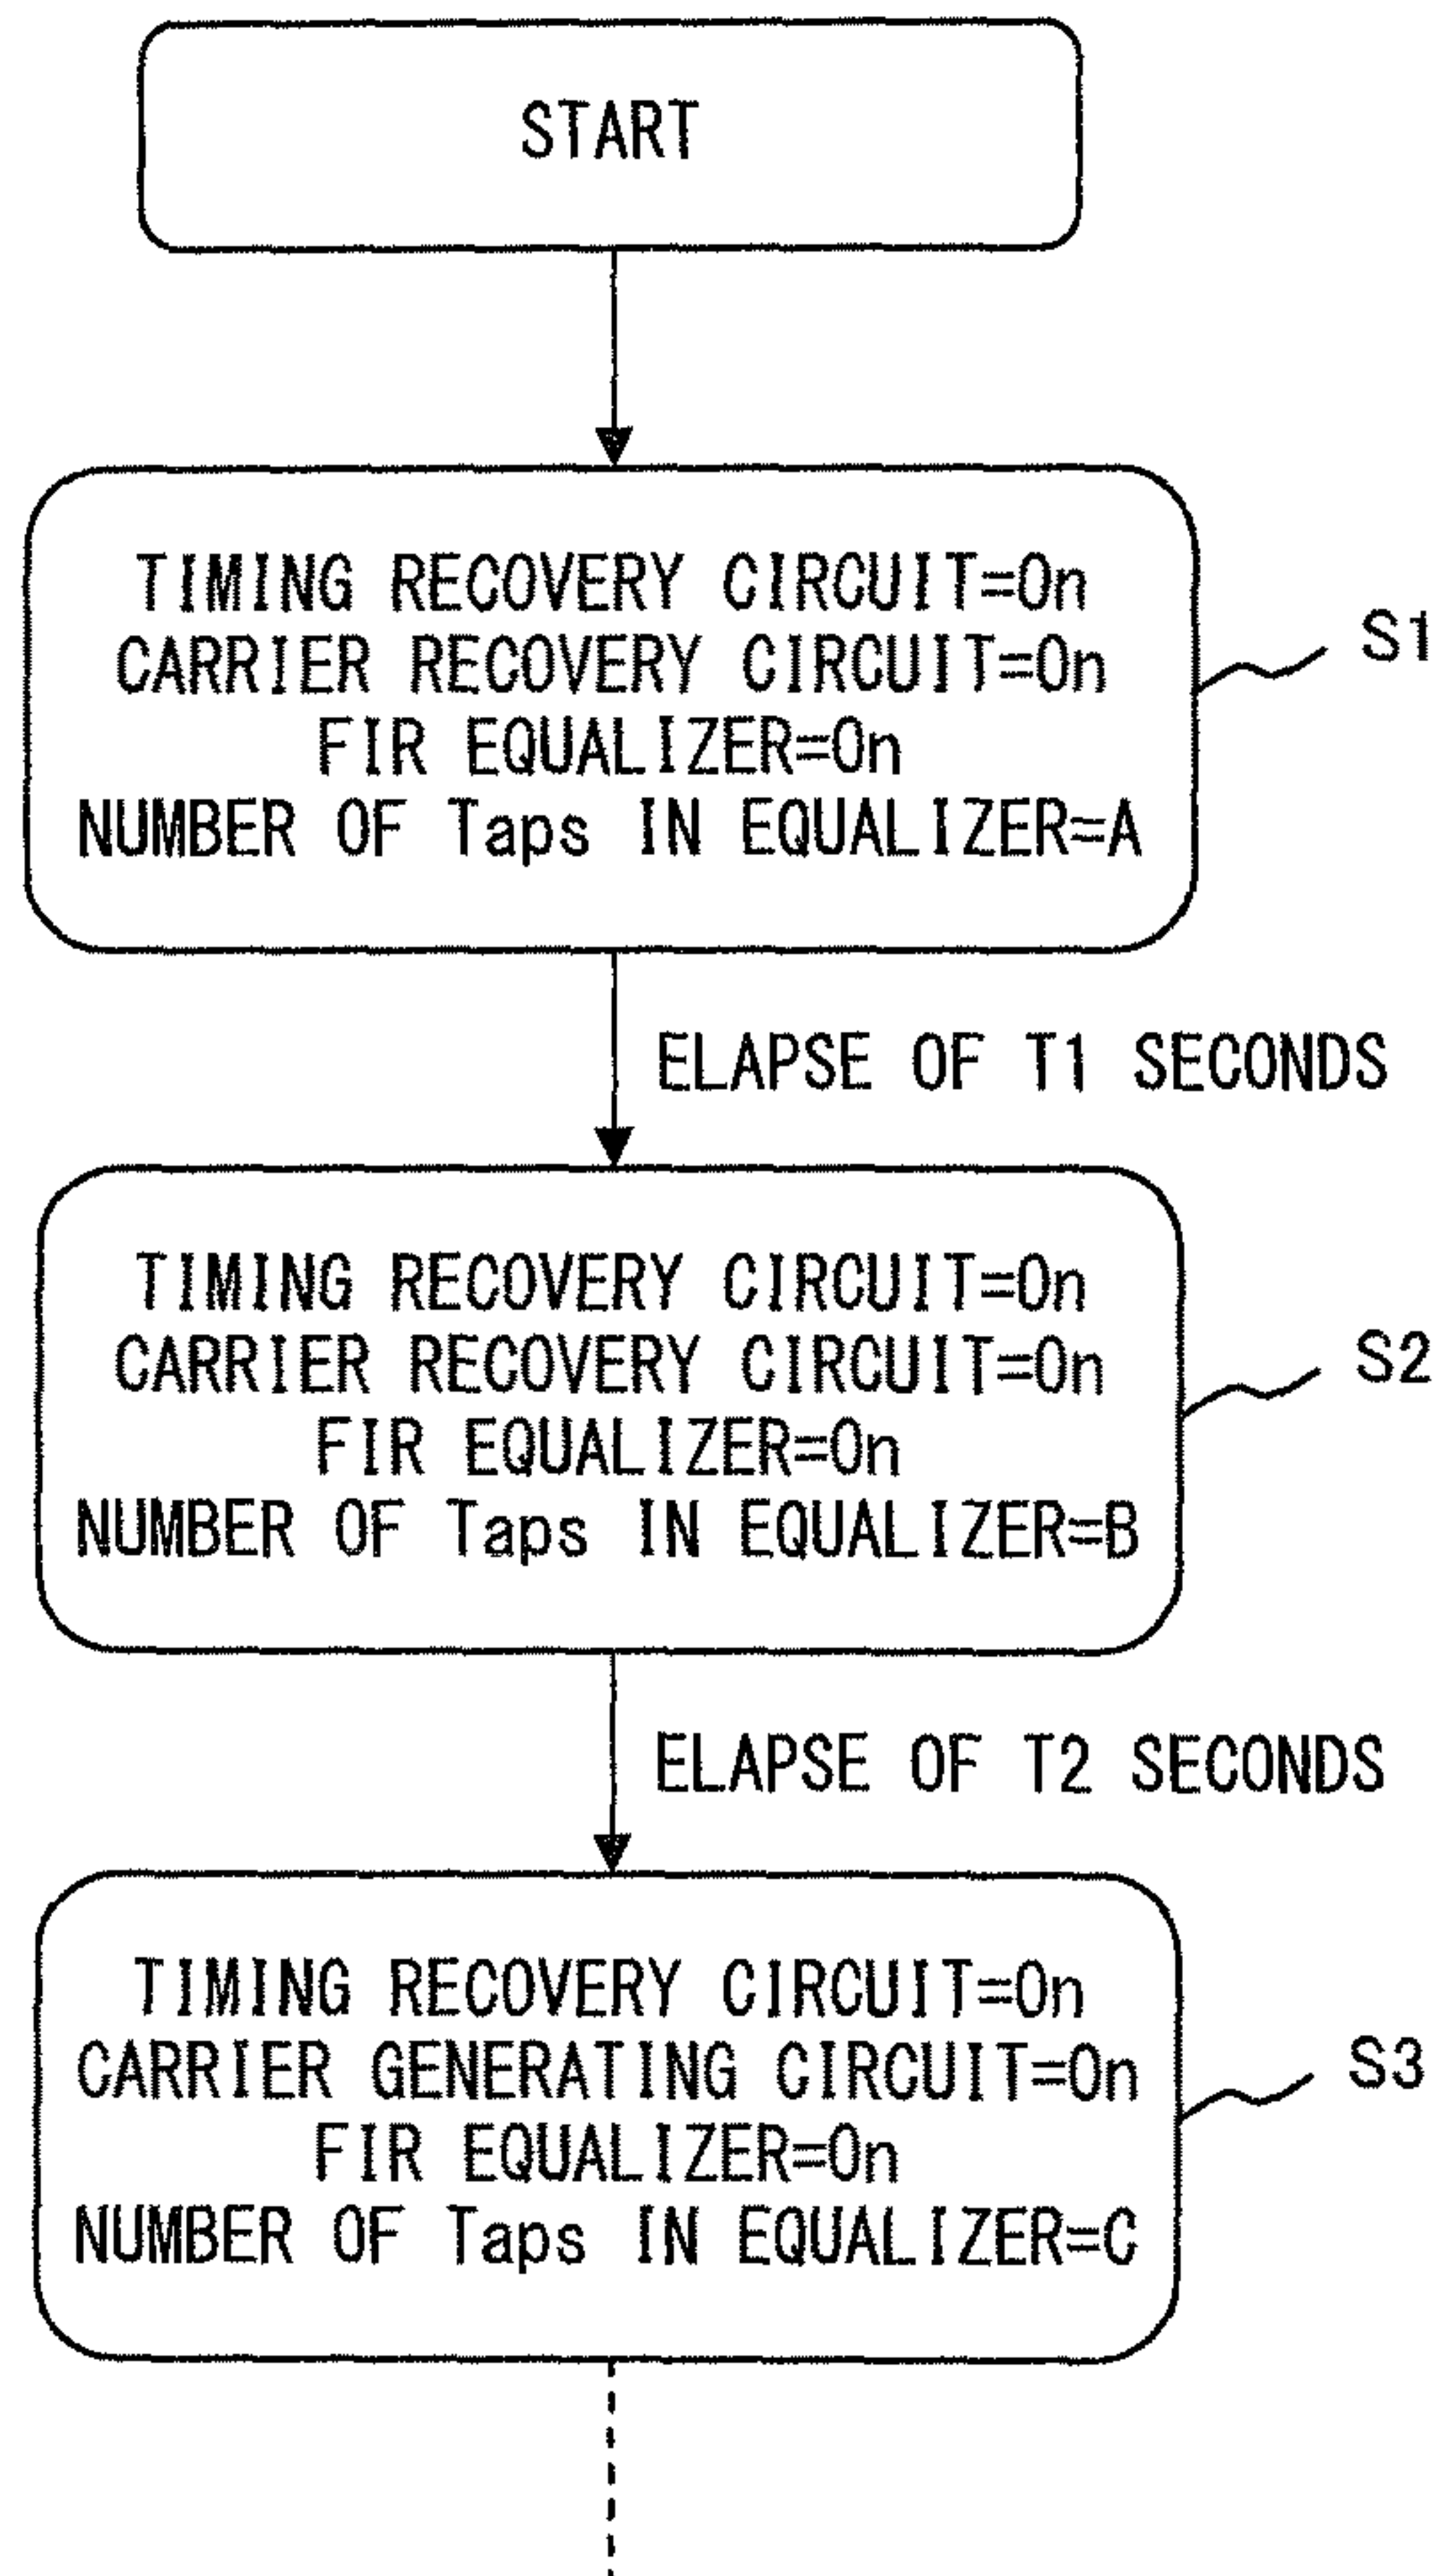 START
TIMING RECOVERY CIRCUIT=On
CARRIER RECOVERY CIRCUIT=On
FIR EQUALIZER=On
NUMBER OF Taps IN EQUALIZER=A
S1
ELAPSE OF T1 SECONDS
TIMING RECOVERY CIRCUIT=On
CARRIER RECOVERY CIRCUIT=On
FIR EQUALIZER=On
NUMBER OF Taps IN EQUALIZER=B
S2
ELAPSE OF T2 SECONDS
TIMING RECOVERY CIRCUIT=On
CARRIER GENERATING CIRCUIT=On
FIR EQUALIZER=On
NUMBER OF Taps IN EQUALIZER=C
S3